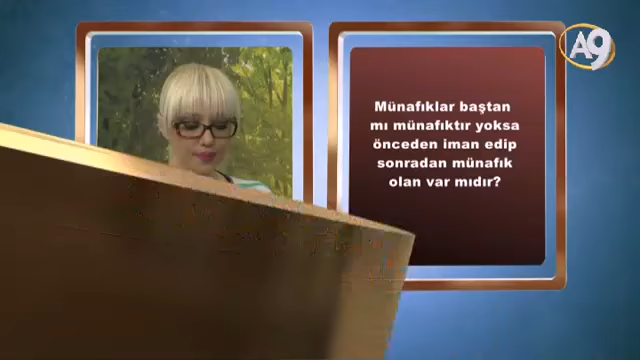 A9
Münafıklar baştan
mı münafıktır yoksa
önceden iman edip
sonradan münafık
olan var mıdır?